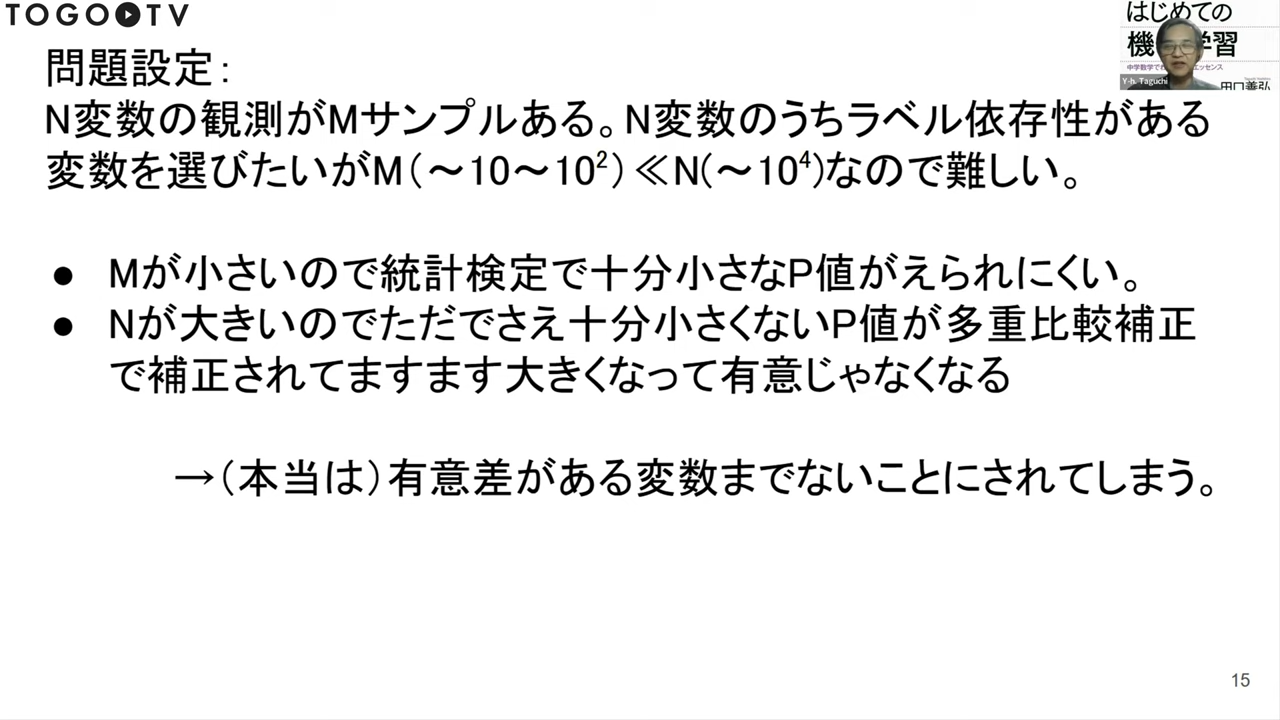 TOGO TV
はじめての
機 学習
中学数学で エッセンス
Y-h. Taguchi
田口善弘
問題設定：
N変数の観測がMサンプルある。N変数のうちラベル依存性がある
変数を選びたいがM（〜10〜10²）≪N(〜10⁴)なので難しい。
● Mが小さいので統計検定で十分小さなP値がえられにくい。
● Nが大きいのでただでさえ十分小さくないP値が多重比較補正
で補正されてますます大きくなって有意じゃなくなる
→（本当は）有意差がある変数までないことにされてしまう。
15